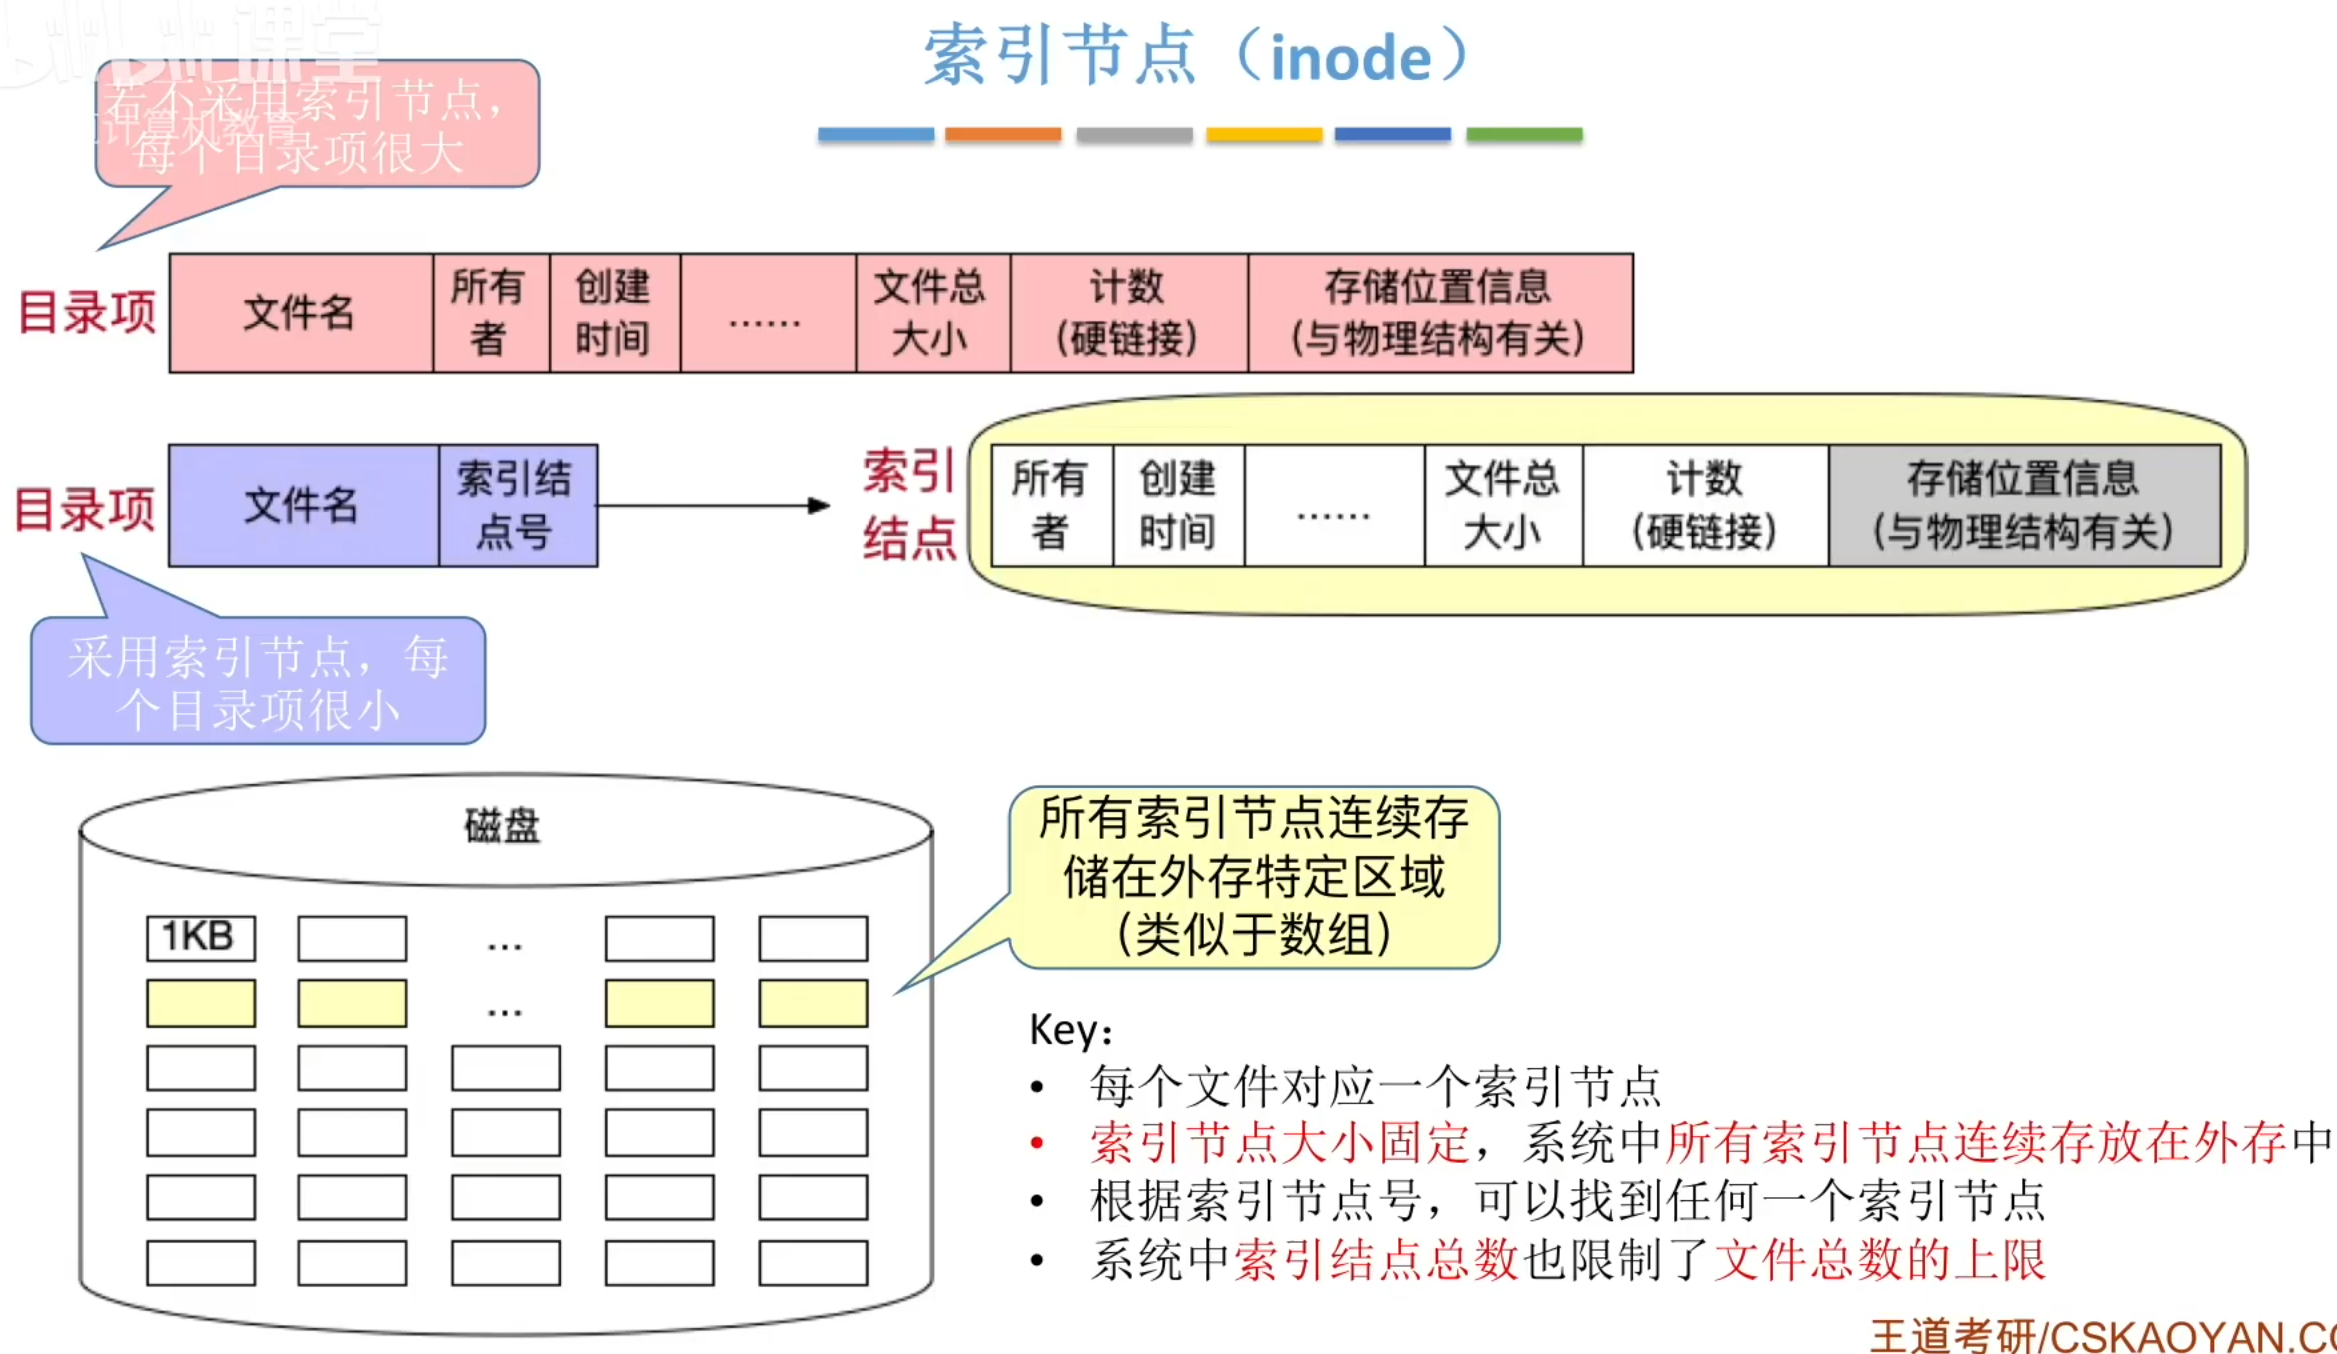 课堂
计算机教育
索引节点（inode）
若不采用索引节点，
每个目录项很大
目录项
文件名
所有
者
创建
时间
······
文件总
大小
计数
(硬链接)
存储位置信息
(与物理结构有关)
目录项
文件名
索引结
点号
索引
结点
所有
者
创建
时间
······
文件总
大小
计数
(硬链接)
存储位置信息
(与物理结构有关)
采用索引节点，每
个目录项很小
磁盘
1KB
...
...
所有索引节点连续存
储在外存特定区域
（类似于数组）
Key：
• 每个文件对应一个索引节点
• 索引节点大小固定，系统中所有索引节点连续存放在外存中
• 根据索引节点号，可以找到任何一个索引节点
• 系统中索引结点总数也限制了文件总数的上限
王道考研/CSKAOYAN.CO